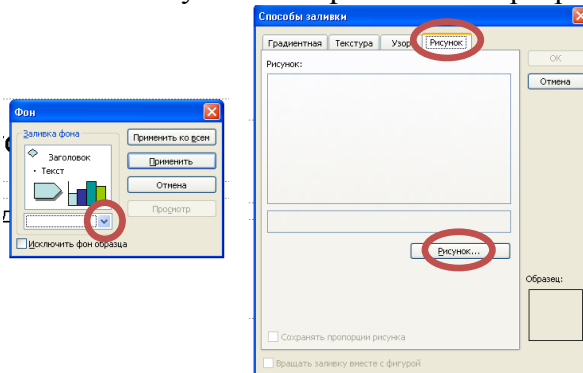 Фон
Заливка фона
Заголовок
• Текст
Применить ко всем
Применить
Отмена
Просмотр
Исключить фон образца
Способы заливки
Градиентная Текстура Узор Рисунок
Рисунок:
ОК
Отмена
Рисунок...
Образец:
Сохранять пропорции рисунка
Вращать заливку вместе с фигурой